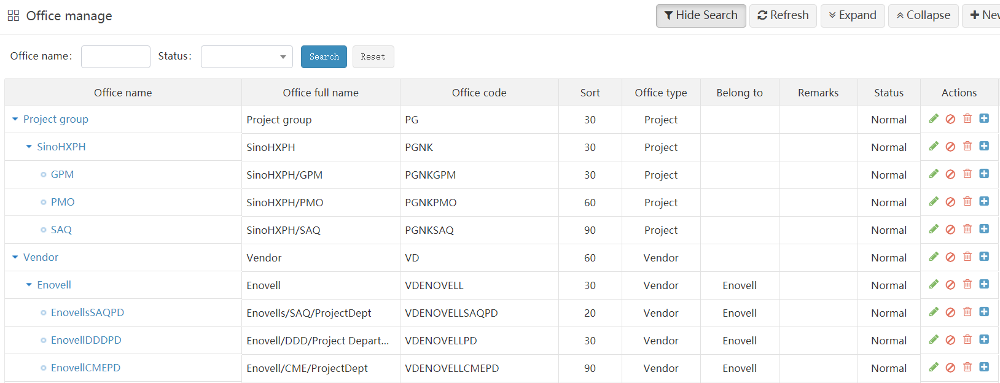 Office manage
Hide Search Refresh Expand Collapse
Office name: Status: Search Reset
Office name Office full name Office code Sort Office type Belong to Remarks Status Actions
Project group Project group PG 30 Project Normal
SinoHXPH SinoHXPH PGNK 30 Project Normal
GPM SinoHXPH/GPM PGNKGPM 30 Project Normal
PMO SinoHXPH/PMO PGNKPMO 60 Project Normal
SAQ SinoHXPH/SAQ PGNKSAQ 90 Project Normal
Vendor Vendor VD 60 Vendor Normal
Enovell Enovell VDENOVELL 30 Vendor Enovell Normal
EnovellsSAQPD Enovells/SAQ/ProjectDept VDENOVELLSAQPD 20 Vendor Enovell Normal
EnovellDDDPD Enovell/DDD/Project Depart... VDENOVELLPD 30 Vendor Enovell Normal
EnovellCMEPD Enovell/CME/ProjectDept VDENOVELLCMEPD 90 Vendor Enovell Normal